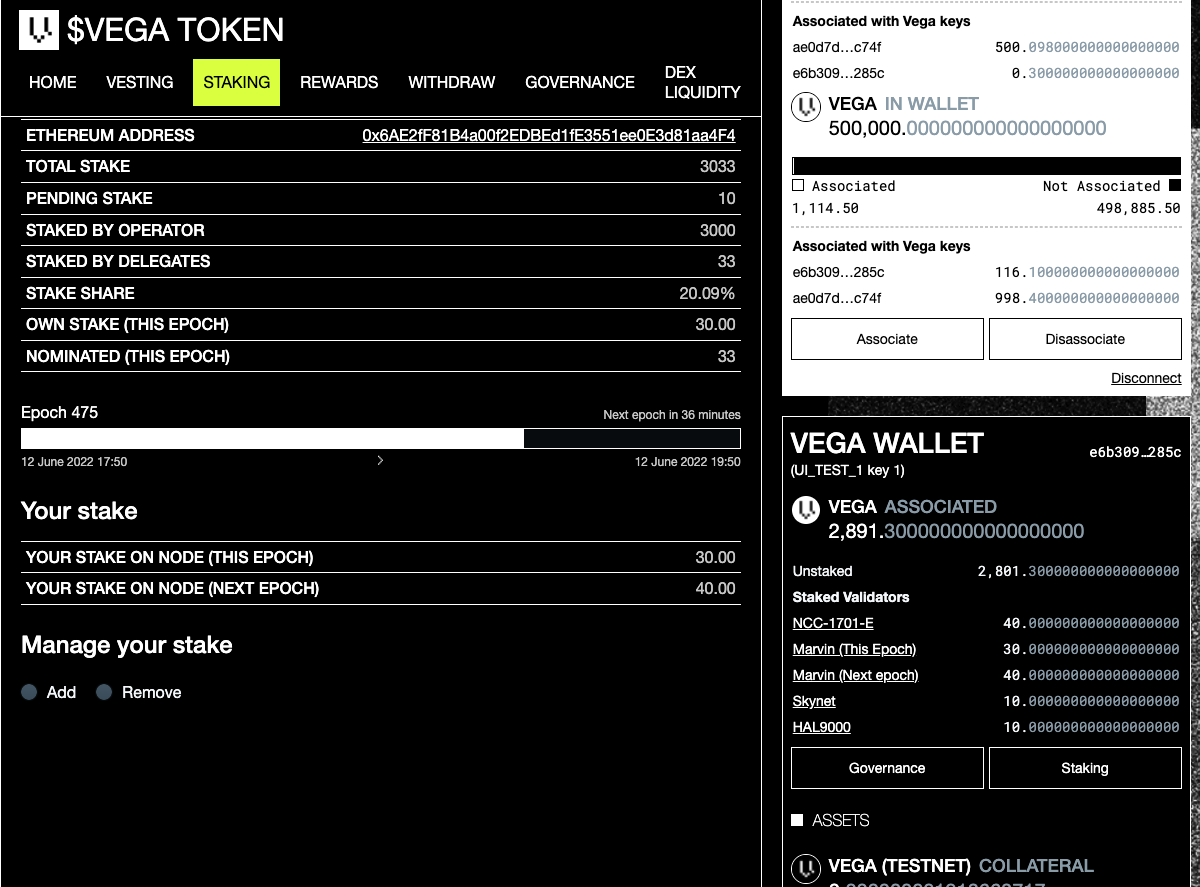 $VEGA TOKEN
HOME VESTING STAKING REWARDS WITHDRAW GOVERNANCE DEX LIQUIDITY
ETHEREUM ADDRESS 0x6AE2fF81B4a00f2EDBEd1fE3551ee0E3d81aa4F4
TOTAL STAKE 3033
PENDING STAKE 10
STAKED BY OPERATOR 3000
STAKED BY DELEGATES 33
STAKE SHARE 20.09%
OWN STAKE (THIS EPOCH) 30.00
NOMINATED (THIS EPOCH) 33
Epoch 475 Next epoch in 36 minutes
12 June 2022 17:50 12 June 2022 19:50
Your stake
YOUR STAKE ON NODE (THIS EPOCH) 30.00
YOUR STAKE ON NODE (NEXT EPOCH) 40.00
Manage your stake
Add Remove
Associated with Vega keys
ae0d7d…c74f 500.098000000000000000
e6b309…285c 0.300000000000000000
VEGA IN WALLET
500,000.000000000000000000
Associated Not Associated
1,114.50 498,885.50
Associated with Vega keys
e6b309…285c 116.100000000000000000
ae0d7d…c74f 998.400000000000000000
Associate Disassociate
Disconnect
VEGA WALLET e6b309…285c
(UI_TEST_1 key 1)
VEGA ASSOCIATED
2,891.300000000000000000
Unstaked 2,801.300000000000000000
Staked Validators
NCC-1701-E 40.000000000000000000
Marvin (This Epoch) 30.000000000000000000
Marvin (Next epoch) 40.000000000000000000
Skynet 10.000000000000000000
HAL9000 10.000000000000000000
Governance Staking
ASSETS
VEGA (TESTNET) COLLATERAL